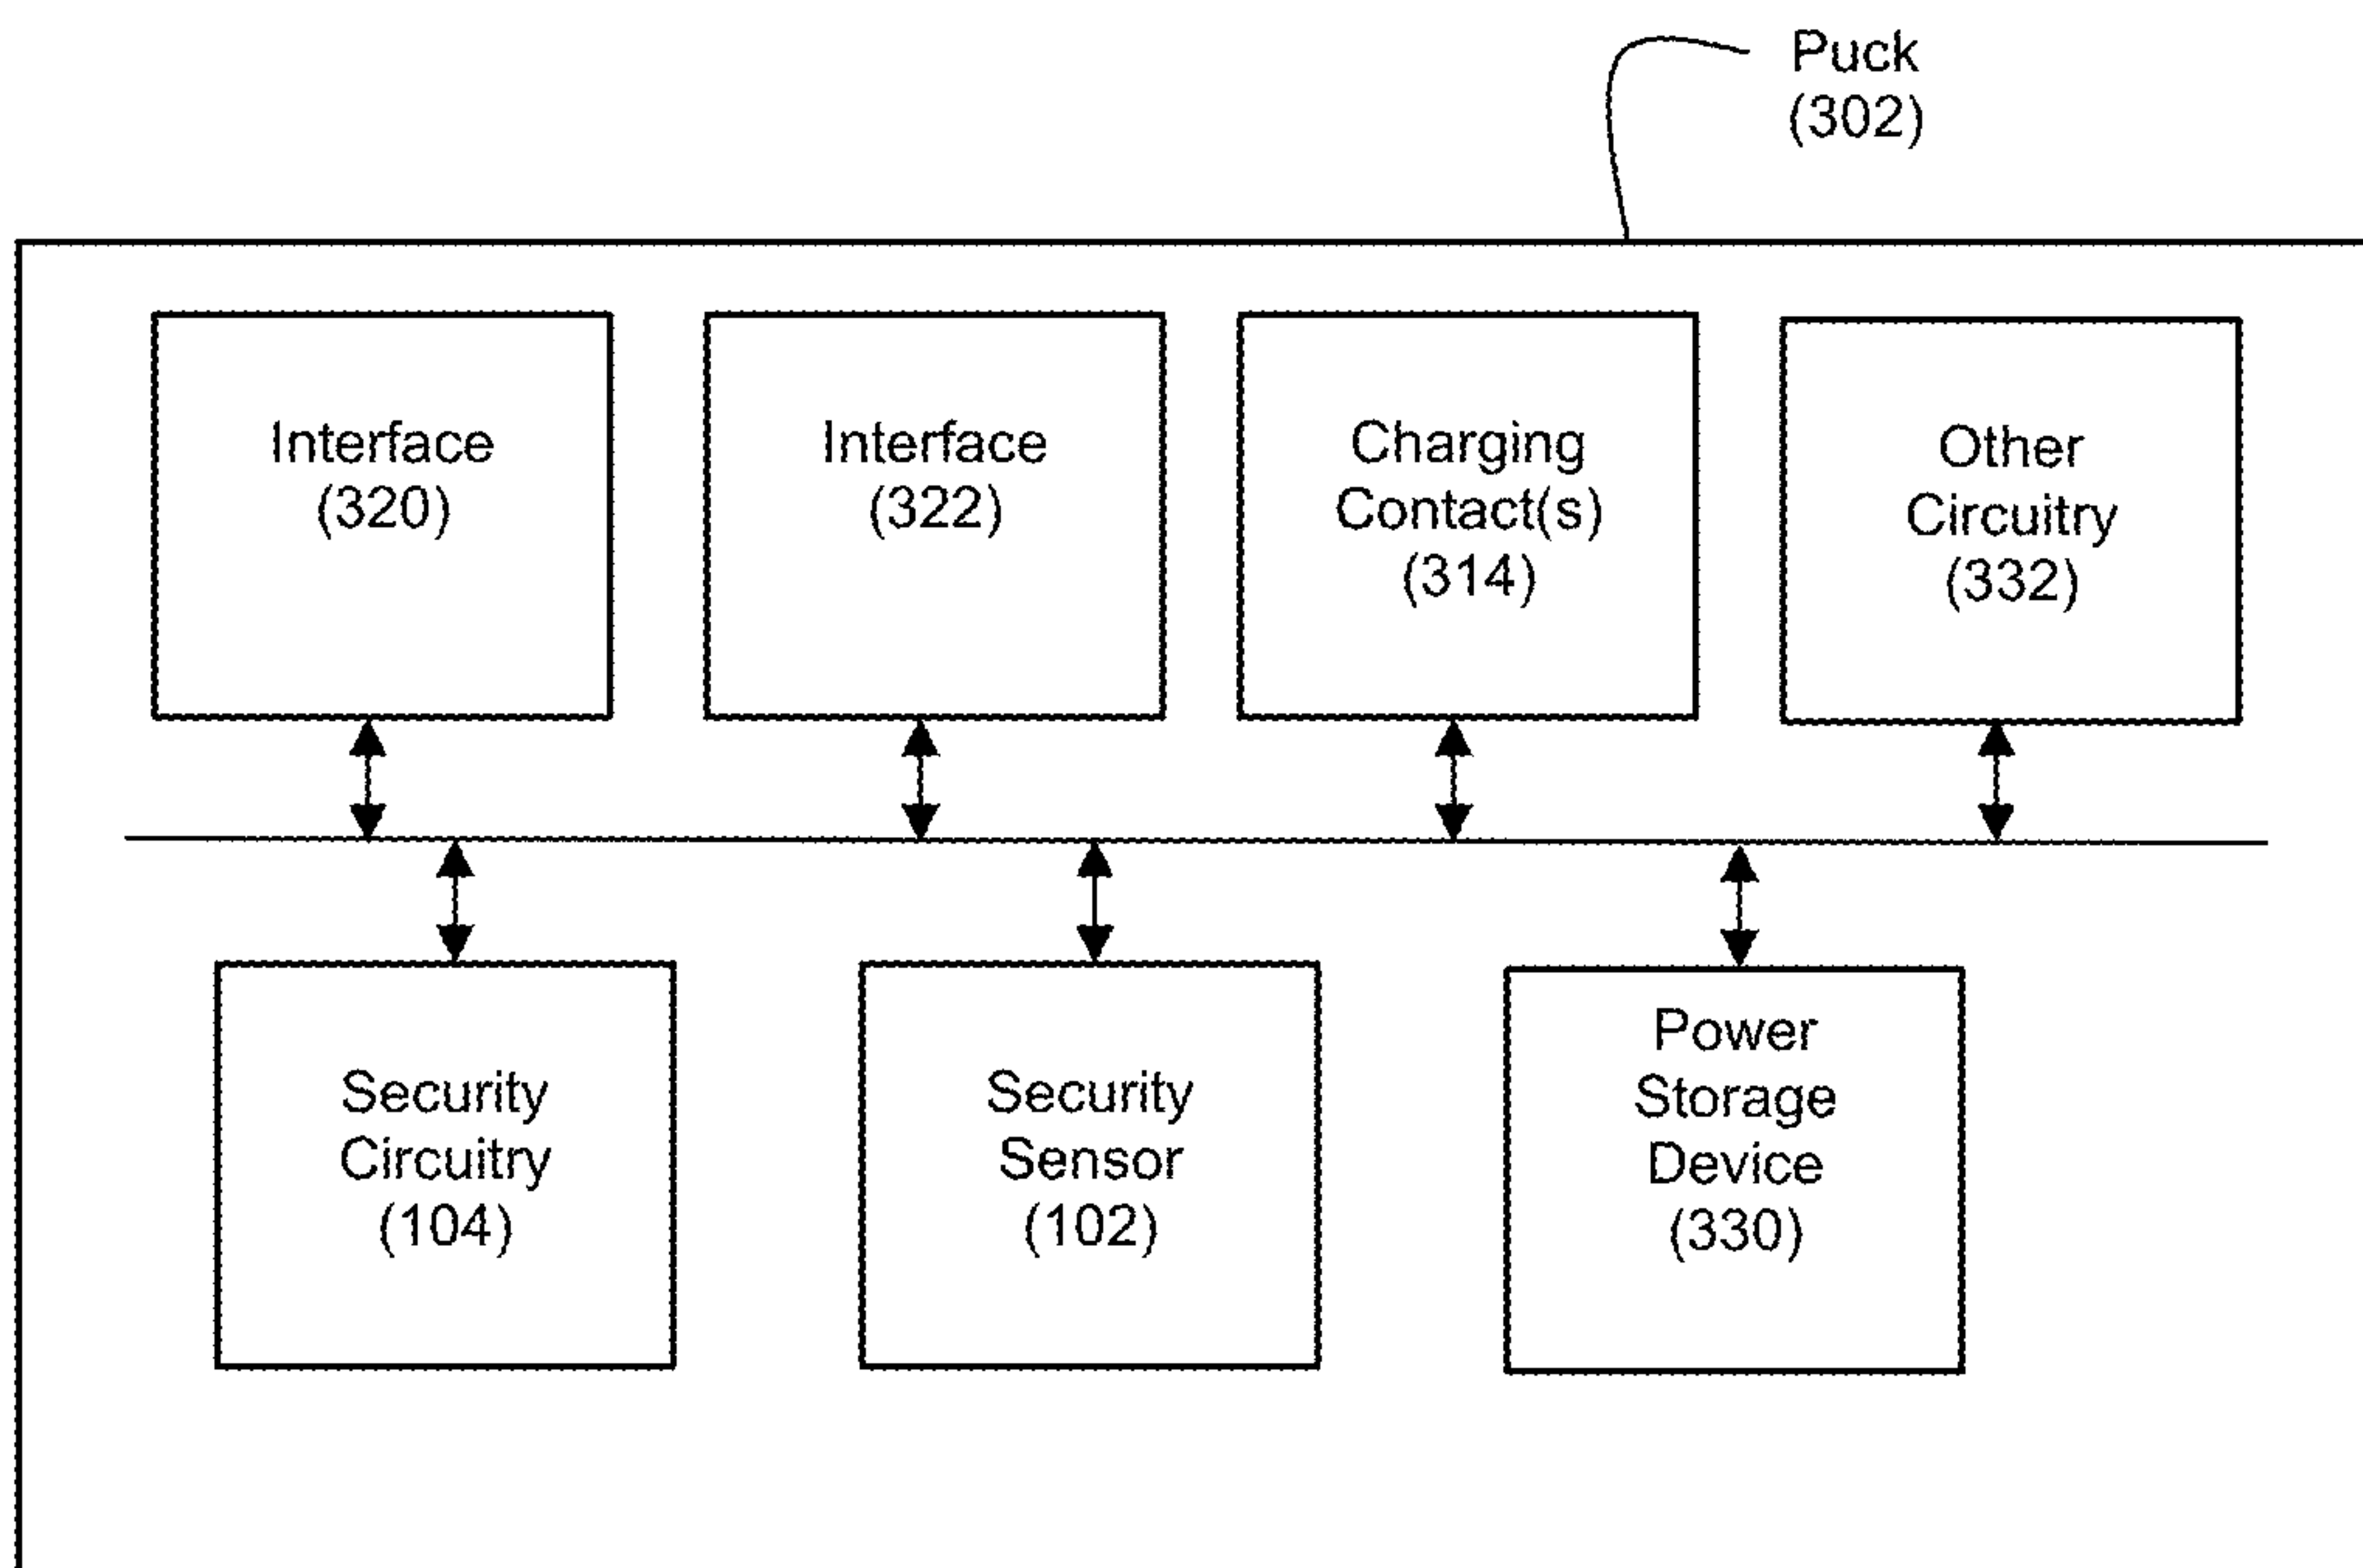 Puck
(302)
Interface
(320)
Interface
(322)
Charging
Contact(s)
(314)
Other
Circuitry
(332)
Security
Circuitry
(104)
Security
Sensor
(102)
Power
Storage
Device
(330)